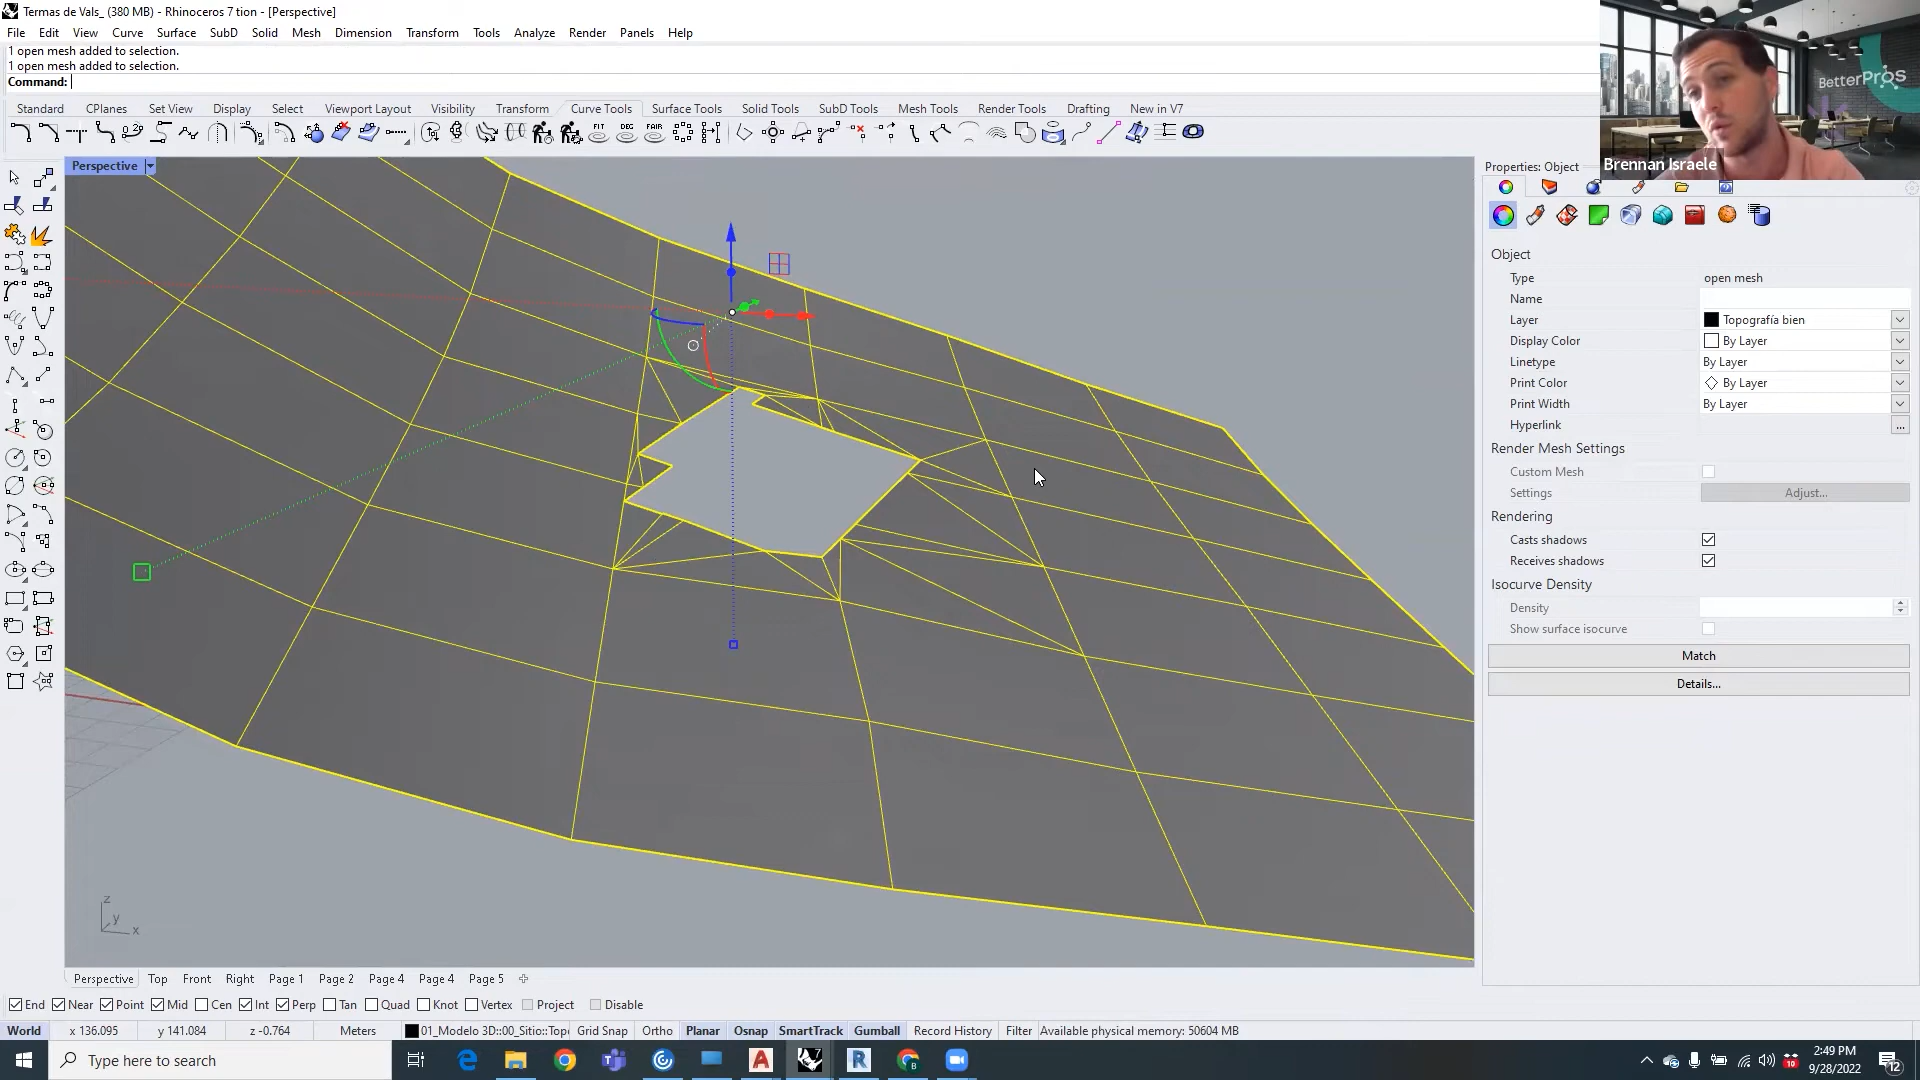 Termas de Vals_ (380 MB) - Rhinoceros 7 tion - [Perspective]
File Edit View Curve Surface SubD Solid Mesh Dimension Transform Tools Analyze Render Panels Help
1 open mesh added to selection.
1 open mesh added to selection.
Command:
Standard CPlanes Set View Display Select Viewport Layout Visibility Transform Curve Tools Surface Tools Solid Tools SubD Tools Mesh Tools Render Tools Drafting New in V7
FIT DEG FAIR
BetterPros
Brennan Israele
Perspective
Properties: Object
Object
Type open mesh
Name
Layer Topografía bien
Display Color By Layer
Linetype By Layer
Print Color By Layer
Print Width By Layer
Hyperlink ...
Render Mesh Settings
Custom Mesh
Settings Adjust...
Rendering
Casts shadows
Receives shadows
Isocurve Density
Density
Show surface isocurve
Match
Details...
z
y
x
Perspective Top Front Right Page 1 Page 2 Page 4 Page 4 Page 5
End Near Point Mid Cen Int Perp Tan Quad Knot Vertex Project Disable
World x 136.095 y 141.084 z -0.764 Meters 01_Modelo 3D::00_Sitio::Topo Grid Snap Ortho Planar Osnap SmartTrack Gumball Record History Filter Available physical memory: 50604 MB
Type here to search
2:49 PM
9/28/2022
12